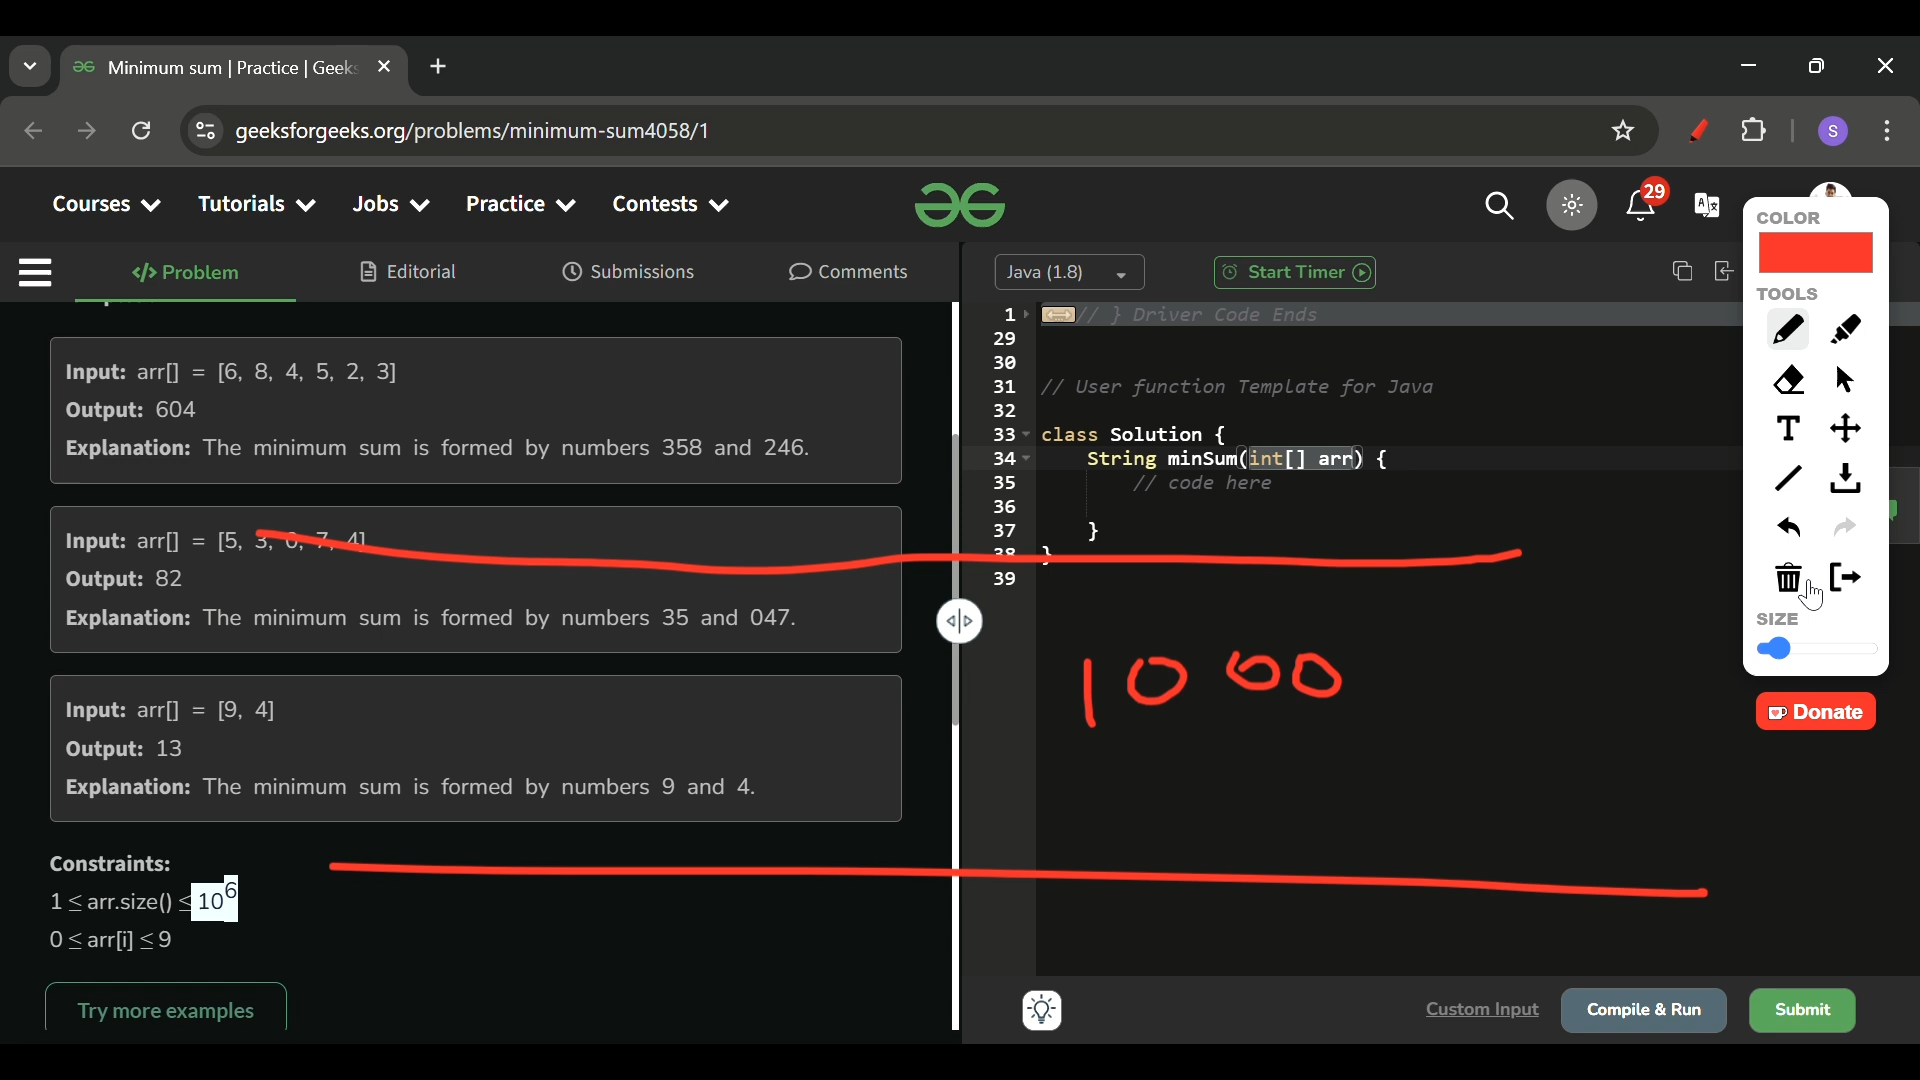 Minimum sum | Practice | Geeks
geeksforgeeks.org/problems/minimum-sum4058/1
S
Courses Tutorials Jobs Practice Contests
29
COLOR
Problem Editorial Submissions Comments
Java (1.8) Start Timer
TOOLS
Input: arr[] = [6, 8, 4, 5, 2, 3]
Output: 604
Explanation: The minimum sum is formed by numbers 358 and 246.
Input: arr[] = [5, 3, 0, 7, 4]
Output: 82
Explanation: The minimum sum is formed by numbers 35 and 047.
Input: arr[] = [9, 4]
Output: 13
Explanation: The minimum sum is formed by numbers 9 and 4.
Constraints:
1 ≤ arr.size() ≤ 10^6
0 ≤ arr[i] ≤ 9
Try more examples
1 // } Driver Code Ends
29
30
31 // User function Template for Java
32
33 class Solution {
34 String minSum(int[] arr) {
35 // code here
36
37 }
38 }
39
1000
T
SIZE
Donate
Custom Input Compile & Run Submit